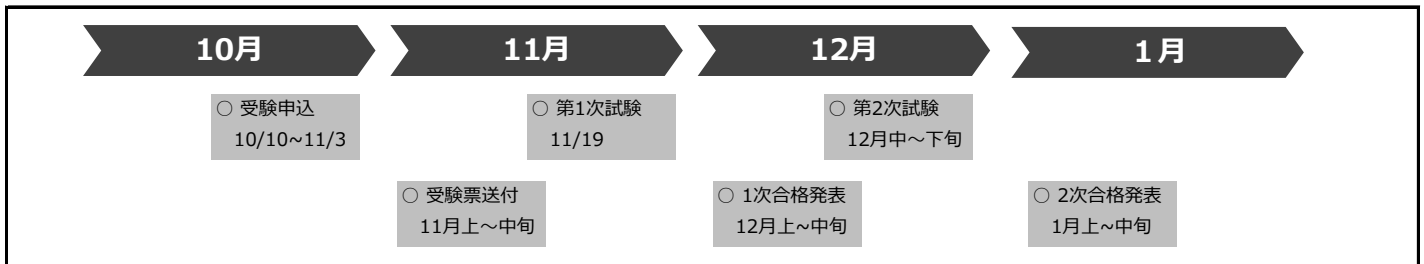 10月
11月
12月
１月
○ 受験申込
10/10~11/3
○ 第1次試験
11/19
○ 第2次試験
12月中～下旬
○ 受験票送付
11月上～中旬
○ 1次合格発表
12月上~中旬
○ 2次合格発表
1月上~中旬